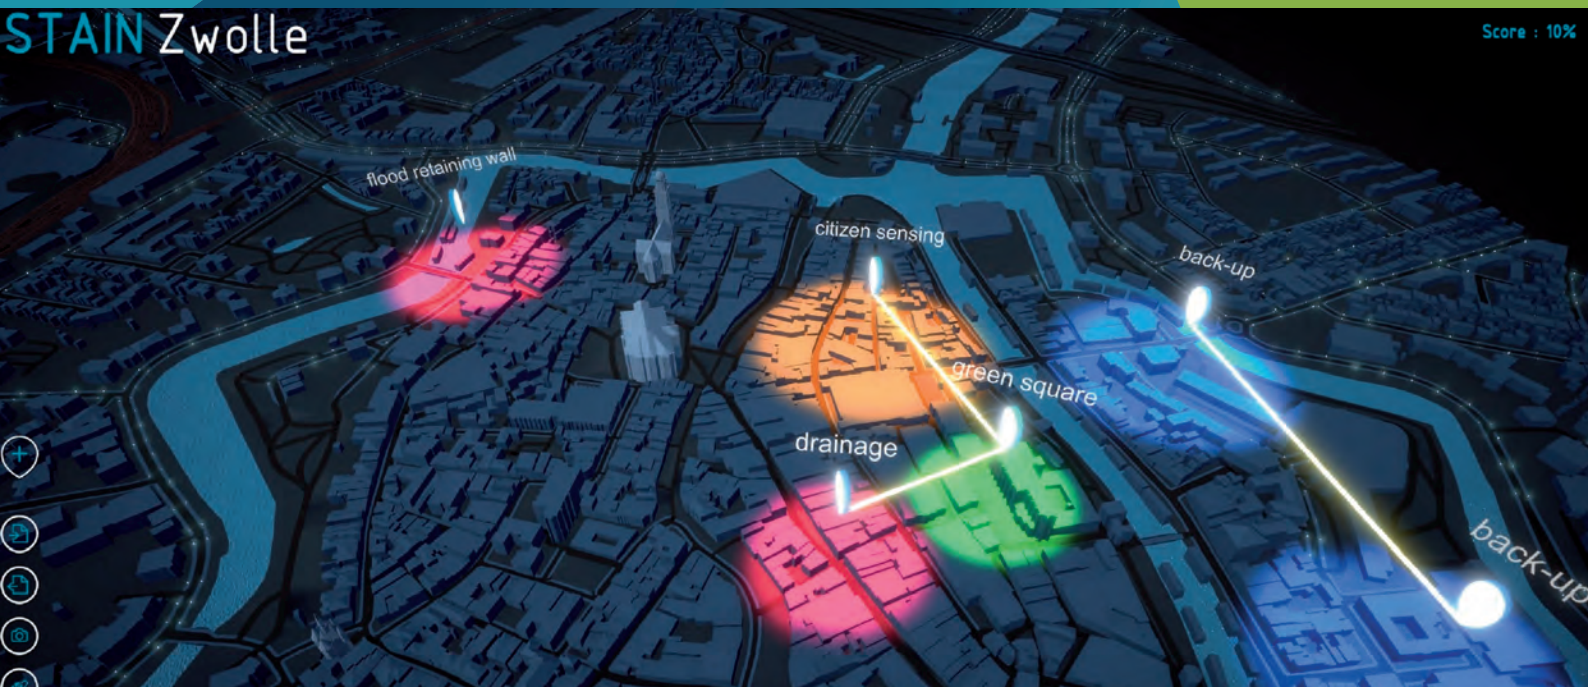 STAIN Zwolle
Score : 10%
flood retaining wall
citizen sensing
back-up
green square
drainage
back-up